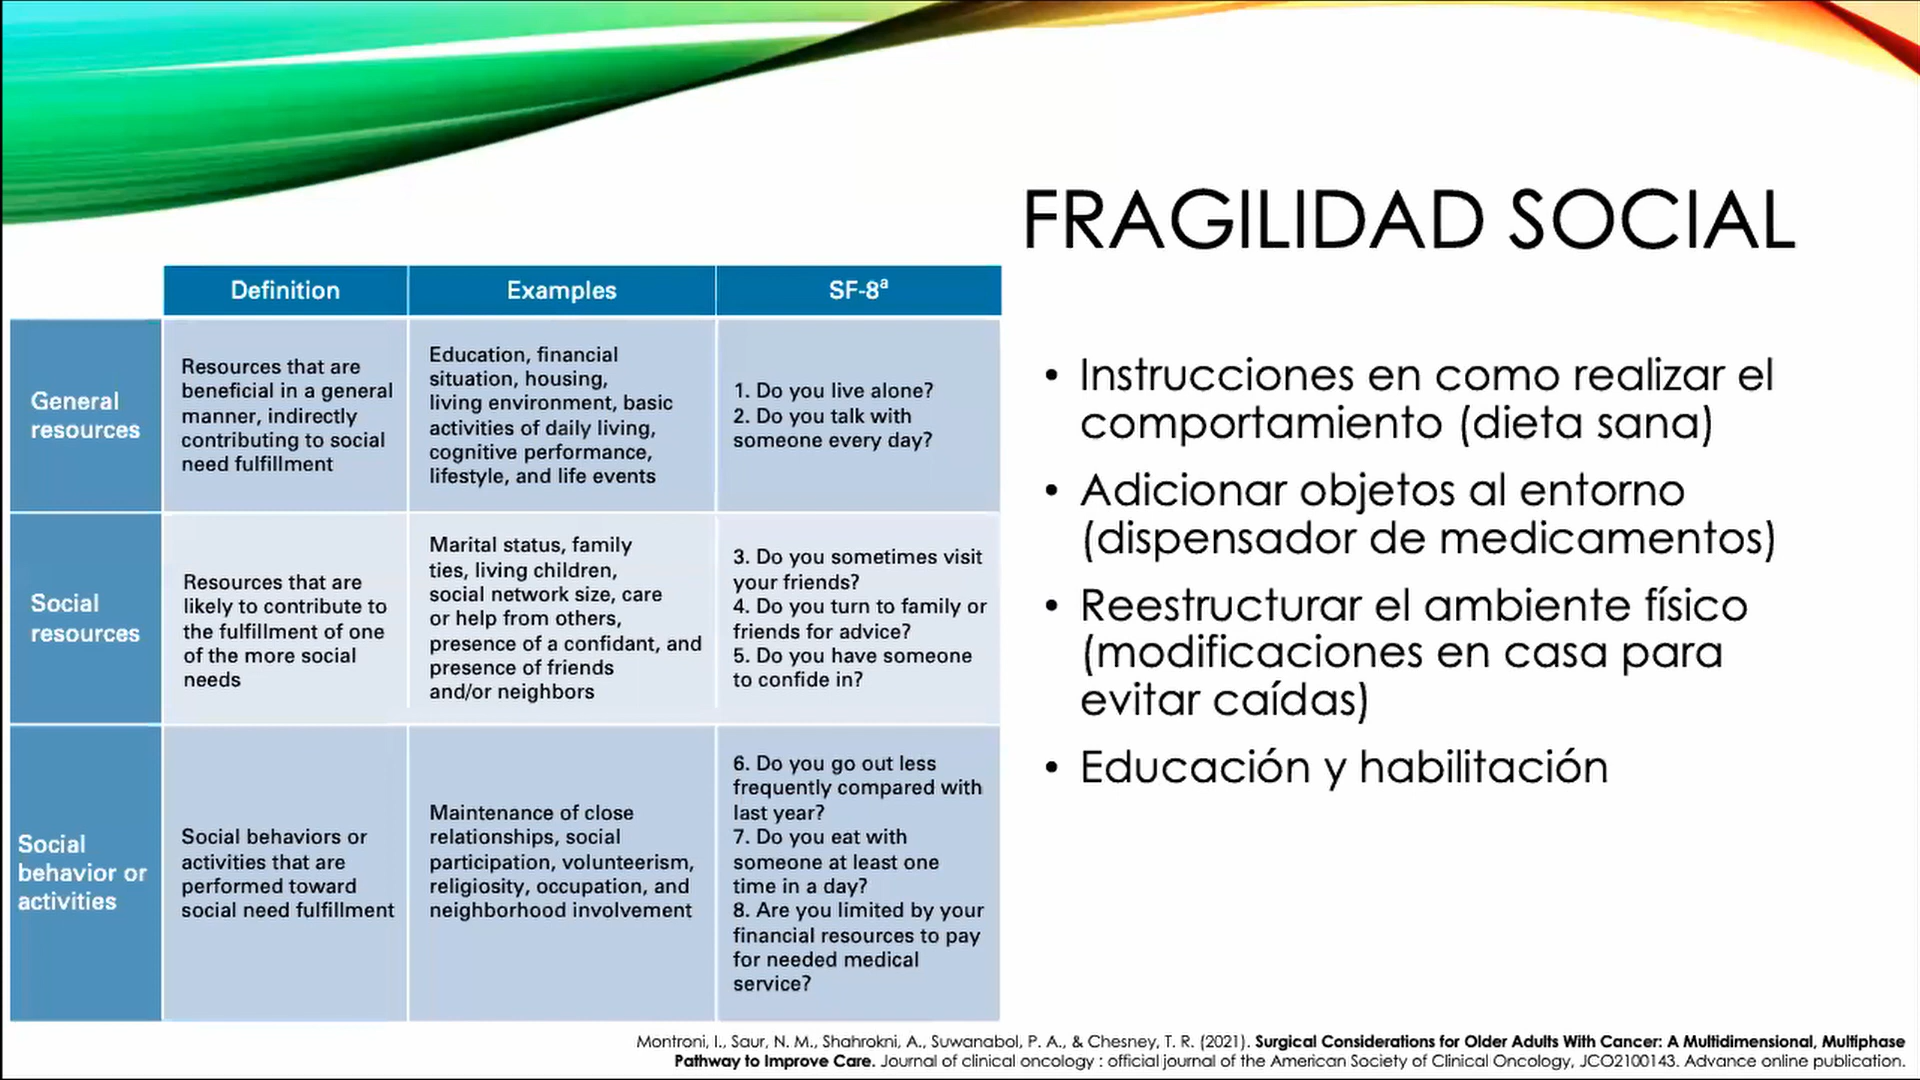 FRAGILIDAD SOCIAL
Definition
Examples
SF-8ª
General
resources
Resources that are
beneficial in a general
manner, indirectly
contributing to social
need fulfillment
Education, financial
situation, housing,
living environment, basic
activities of daily living,
cognitive performance,
lifestyle, and life events
1. Do you live alone?
2. Do you talk with
someone every day?
Social
resources
Resources that are
likely to contribute to
the fulfillment of one
of the more social
needs
Marital status, family
ties, living children,
social network size, care
or help from others,
presence of a confidant, and
presence of friends
and/or neighbors
3. Do you sometimes visit
your friends?
4. Do you turn to family or
friends for advice?
5. Do you have someone
to confide in?
Social
behavior or
activities
Social behaviors or
activities that are
performed toward
social need fulfillment
Maintenance of close
relationships, social
participation, volunteerism,
religiosity, occupation, and
neighborhood involvement
6. Do you go out less
frequently compared with
last year?
7. Do you eat with
someone at least one
time in a day?
8. Are you limited by your
financial resources to pay
for needed medical
service?
• Instrucciones en como realizar el
comportamiento (dieta sana)
• Adicionar objetos al entorno
(dispensador de medicamentos)
• Reestructurar el ambiente físico
(modificaciones en casa para
evitar caídas)
• Educación y habilitación
Montroni, I., Saur, N. M., Shahrokni, A., Suwanabol, P. A., & Chesney, T. R. (2021). Surgical Considerations for Older Adults With Cancer: A Multidimensional, Multiphase
Pathway to Improve Care. Journal of clinical oncology : official journal of the American Society of Clinical Oncology, JCO2100143. Advance online publication.